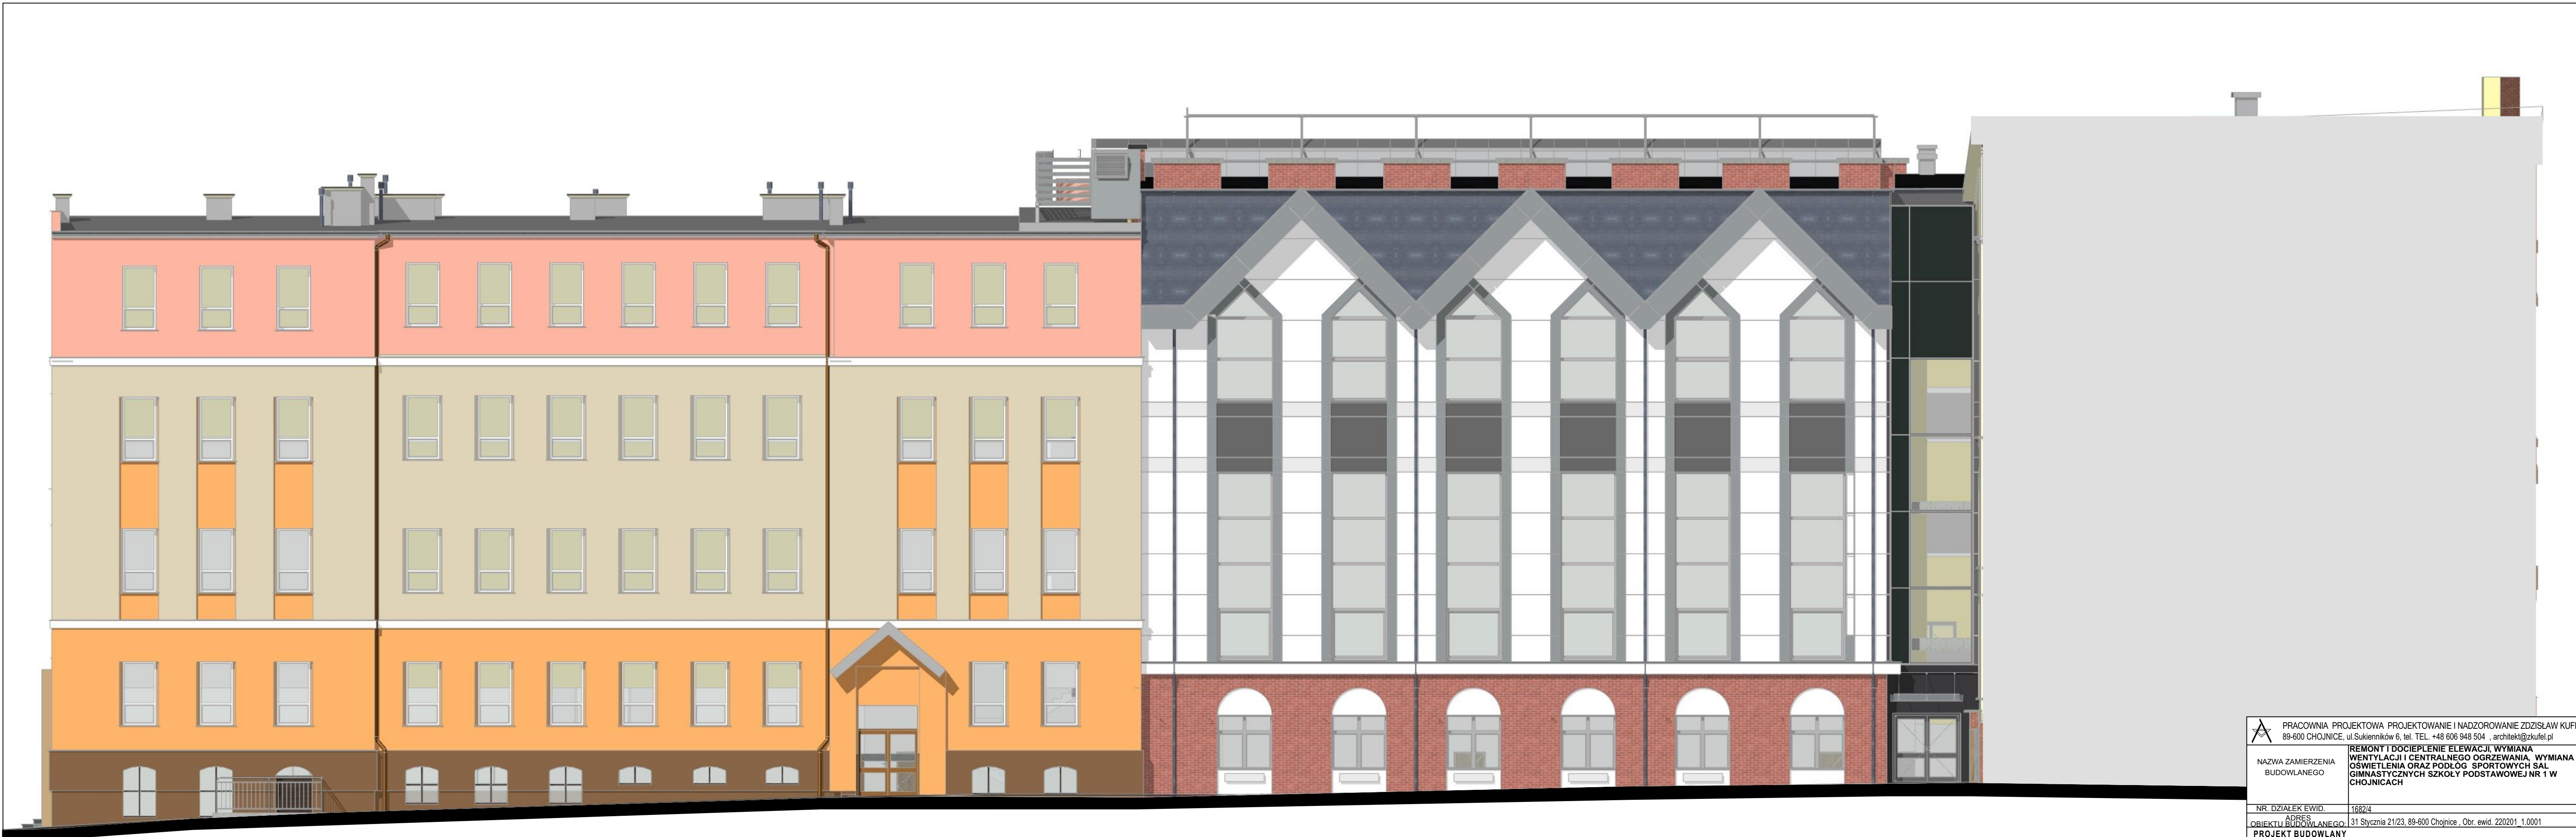 PRACOWNIA PROJEKTOWA PROJEKTOWANIE I NADZOROWANIE ZDZISŁAW
89-600 CHOJNICE, ul.Sukienników 6, tel. TEL. +48 606 948 504 , architekt@zkufel.pl
NAZWA ZAMIERZENIA
BUDOWLANEGO
REMONT I DOCIEPLENIE ELEWACJI, WYMIANA
WENTYLACJI I CENTRALNEGO OGRZEWANIA, WYMIANA
OŚWIETLENIA ORAZ PODŁÓG SPORTOWYCH SAL
GIMNASTYCZNYCH SZKOŁY PODSTAWOWEJ NR 1 W
CHOJNICACH
NR. DZIAŁEK EWID. 1682/4
ADRES
OBIEKTU BUDOWLANEGO: 31 Stycznia 21/23, 89-600 Chojnice , Obr. ewid. 220201_1.0001
PROJEKT BUDOWLANY